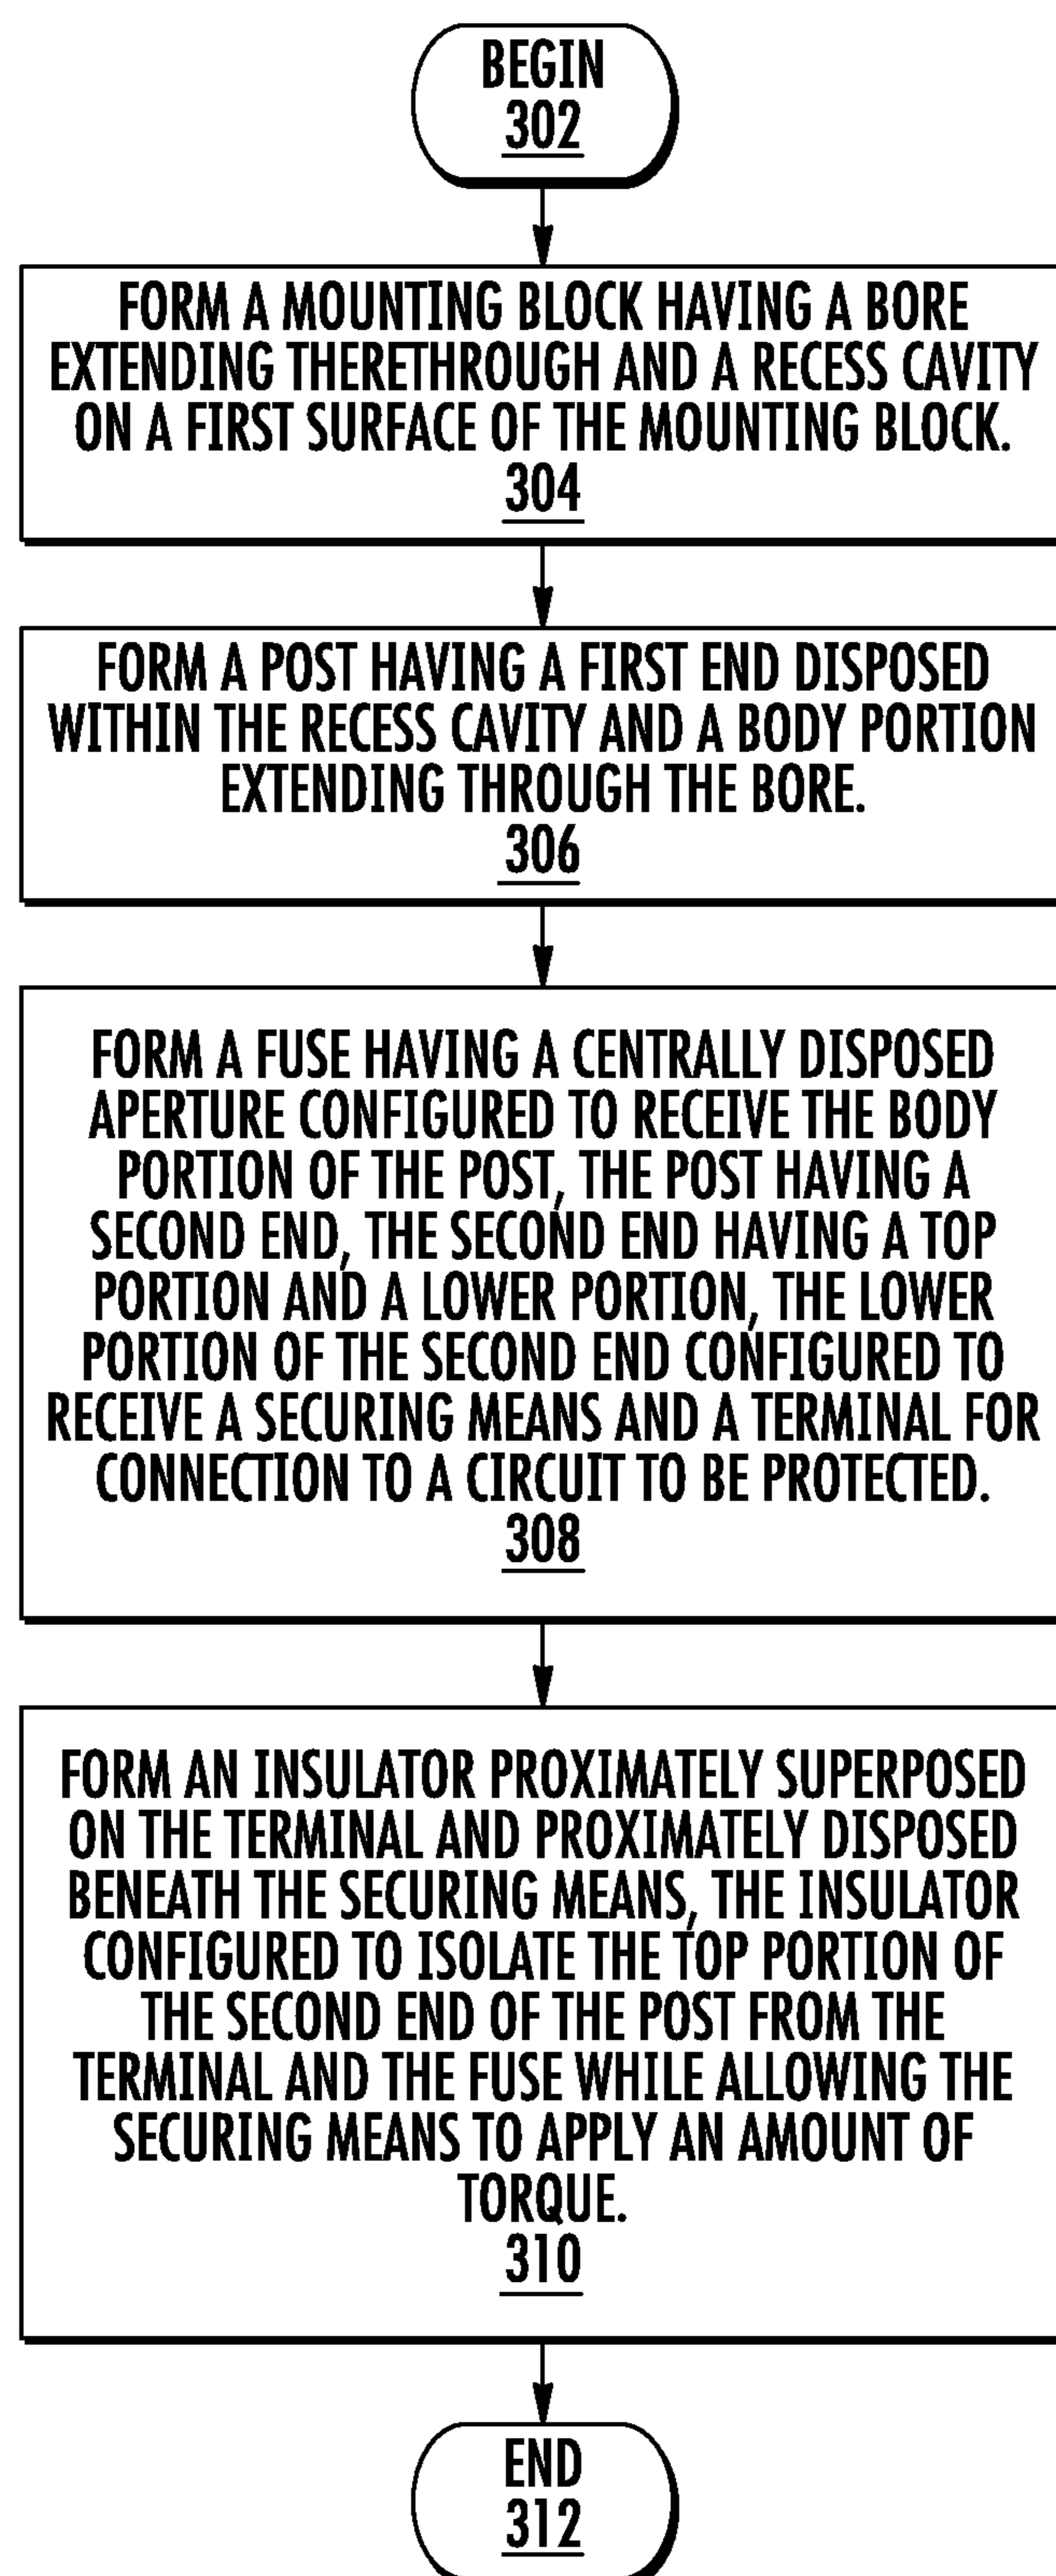 BEGIN
302
FORM A MOUNTING BLOCK HAVING A BORE
EXTENDING THERETHROUGH AND A RECESS CAVITY
ON A FIRST SURFACE OF THE MOUNTING BLOCK.
304
FORM A POST HAVING A FIRST END DISPOSED
WITHIN THE RECESS CAVITY AND A BODY PORTION
EXTENDING THROUGH THE BORE.
306
FORM A FUSE HAVING A CENTRALLY DISPOSED
APERTURE CONFIGURED TO RECEIVE THE BODY
PORTION OF THE POST, THE POST HAVING A
SECOND END, THE SECOND END HAVING A TOP
PORTION AND A LOWER PORTION, THE LOWER
PORTION OF THE SECOND END CONFIGURED TO
RECEIVE A SECURING MEANS AND A TERMINAL FOR
CONNECTION TO A CIRCUIT TO BE PROTECTED.
308
FORM AN INSULATOR PROXIMATELY SUPERPOSED
ON THE TERMINAL AND PROXIMATELY DISPOSED
BENEATH THE SECURING MEANS, THE INSULATOR
CONFIGURED TO ISOLATE THE TOP PORTION OF
THE SECOND END OF THE POST FROM THE
TERMINAL AND THE FUSE WHILE ALLOWING THE
SECURING MEANS TO APPLY AN AMOUNT OF
TORQUE.
310
END
312